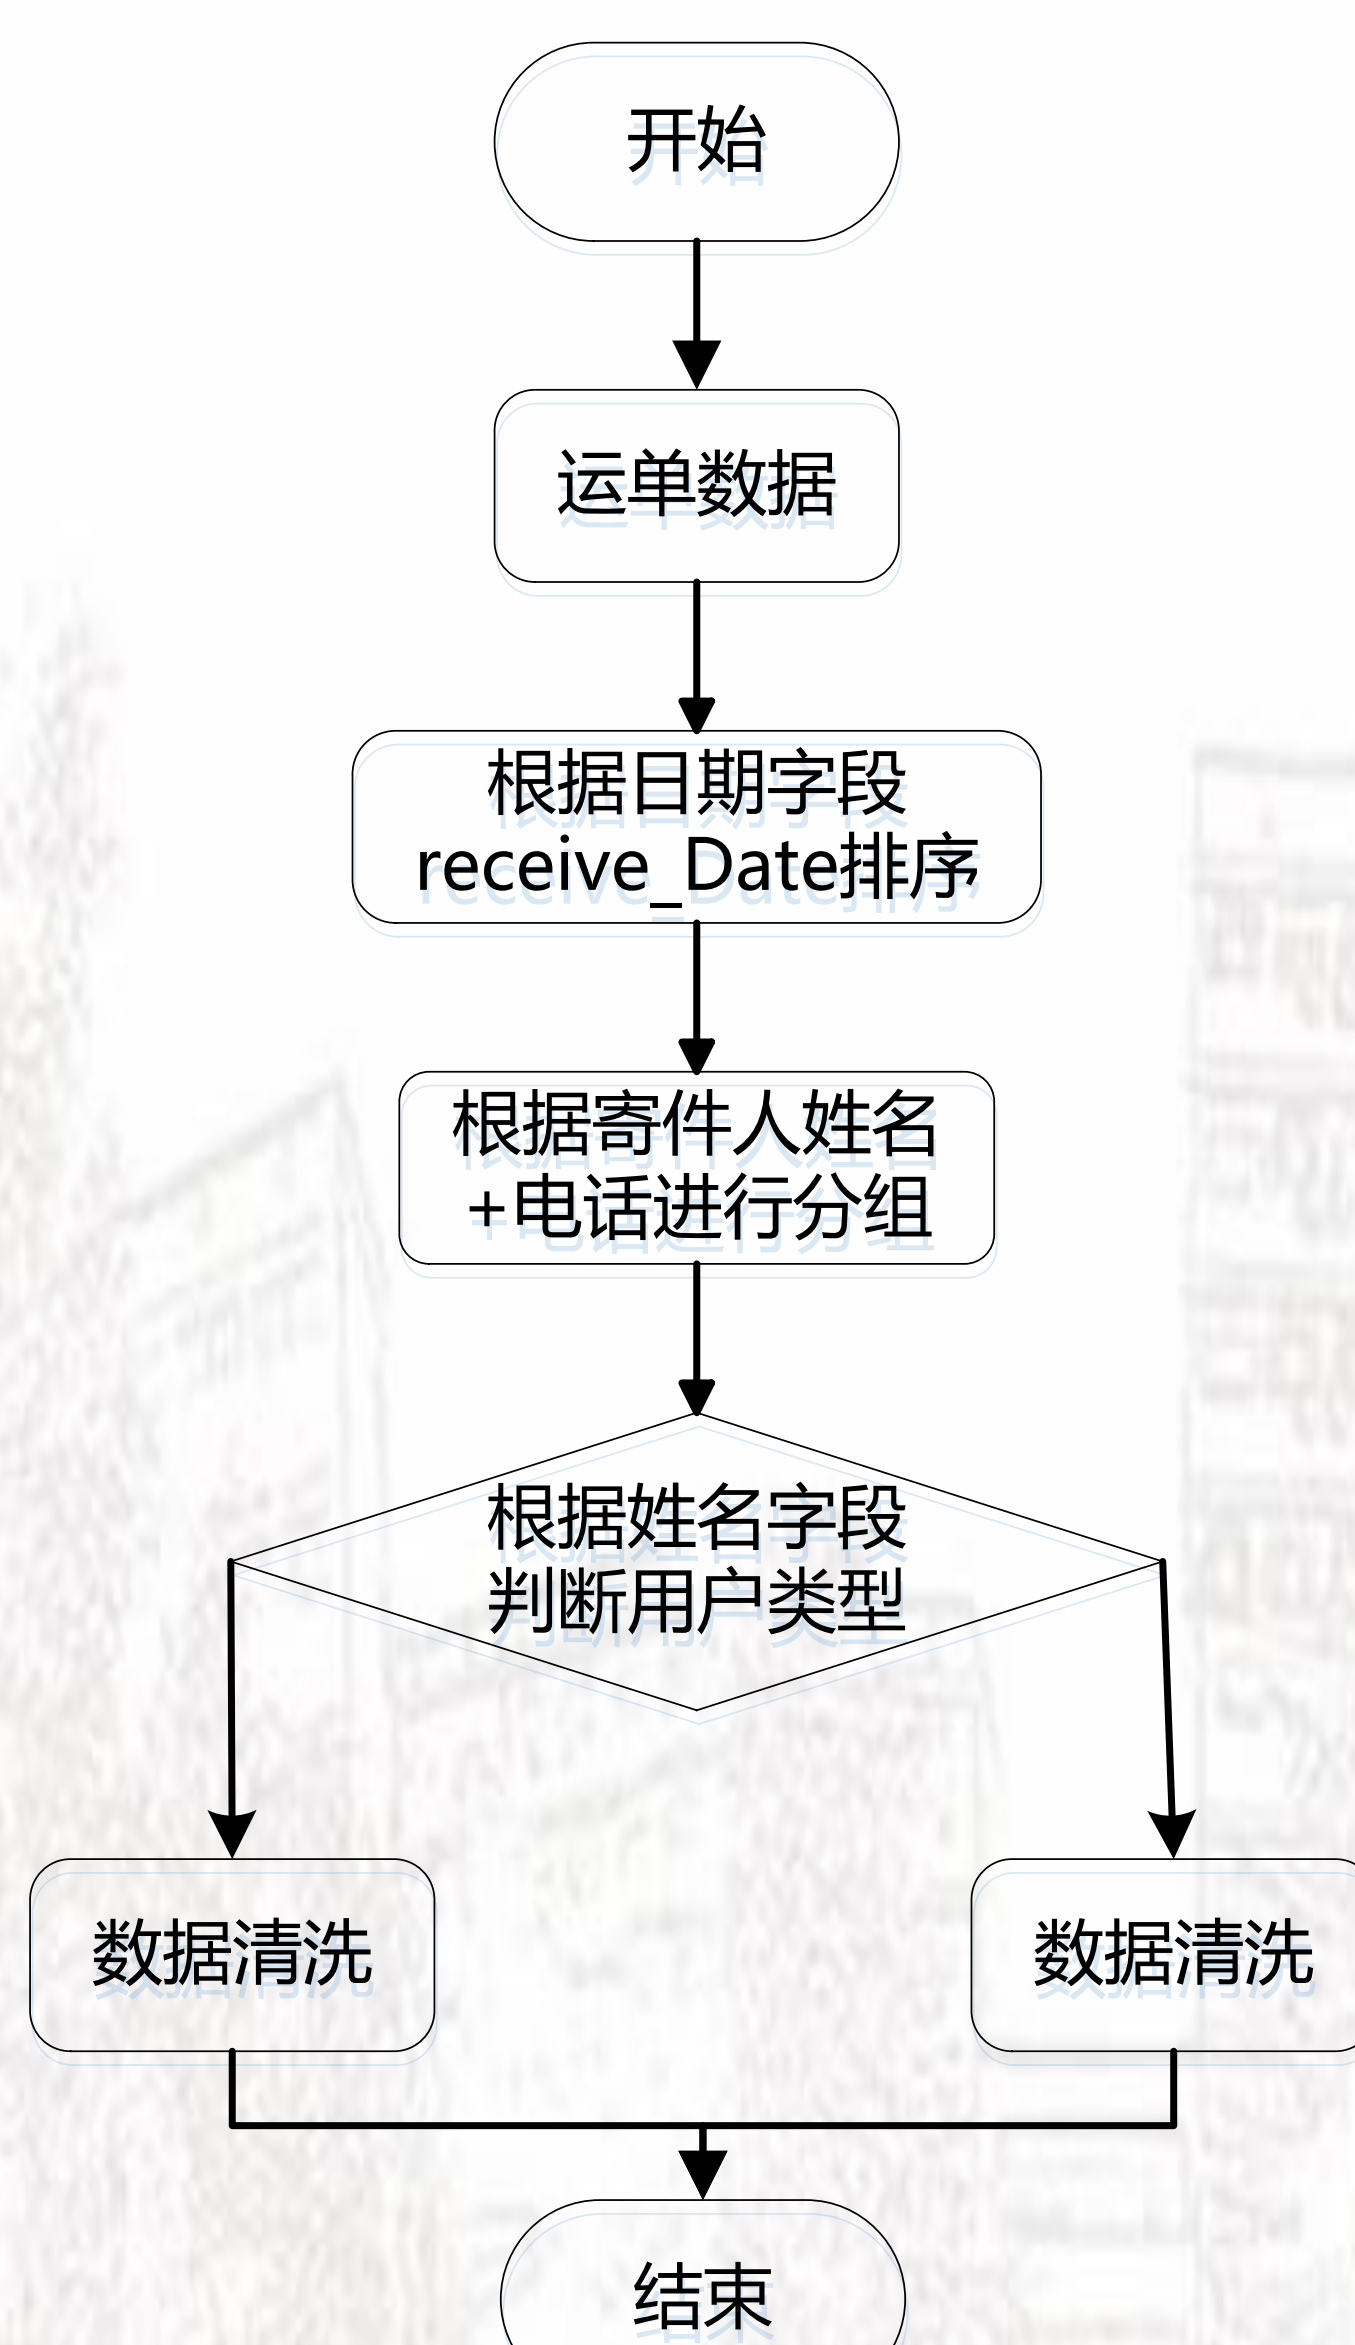 开始
运单数据
根据日期字段
receive_Date排序
根据寄件人姓名
+电话进行分组
根据姓名字段
判断用户类型
数据清洗
数据清洗
结束